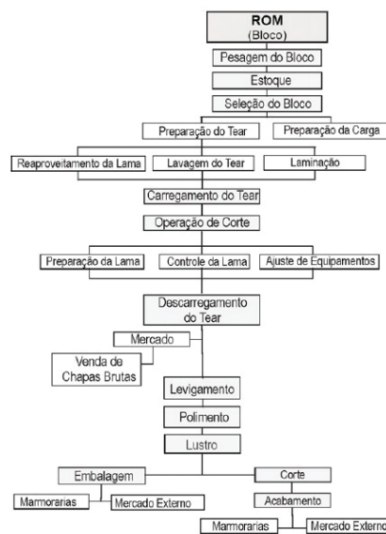 ROM
(Bloco)
Pesagem do Bloco
Estoque
Seleção do Bloco
Preparação do Tear
Preparação da Carga
Reaproveitamento da Lama
Lavagem do Tear
Laminação
Carregamento do Tear
Operação de Corte
Preparação da Lama
Controle da Lama
Ajuste de Equipamentos
Descarregamento
do Tear
Mercado
Venda de
Chapas Brutas
Levigamento
Polimento
Lustro
Embalagem
Corte
Marmorarias
Mercado Externo
Acabamento
Marmorarias
Mercado Externo